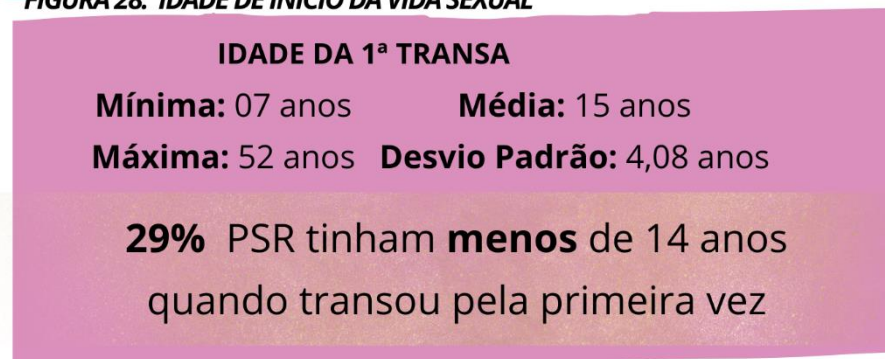 FIGURA 28: IDADE DE INÍCIO DA VIDA SEXUAL
IDADE DA 1ª TRANSA
Mínima: 07 anos Média: 15 anos
Máxima: 52 anos Desvio Padrão: 4,08 anos
29% PSR tinham menos de 14 anos
quando transou pela primeira vez